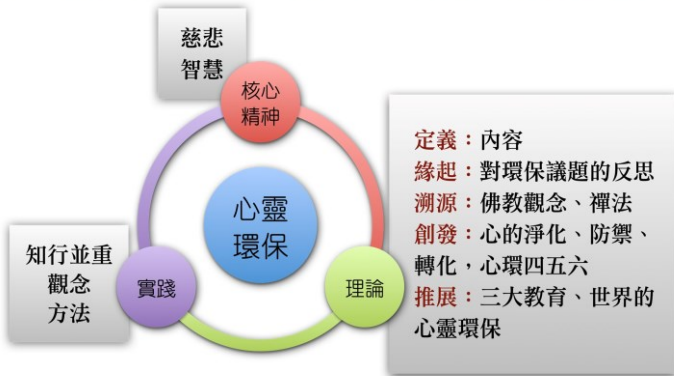 慈悲
智慧
核心
精神
心靈
環保
知行並重
觀念
方法
實踐
理論
定義：內容
緣起：對環保議題的反思
溯源：佛教觀念、禪法
創發：心的淨化、防禦、
轉化，心環四五六
推展：三大教育、世界的
心靈環保